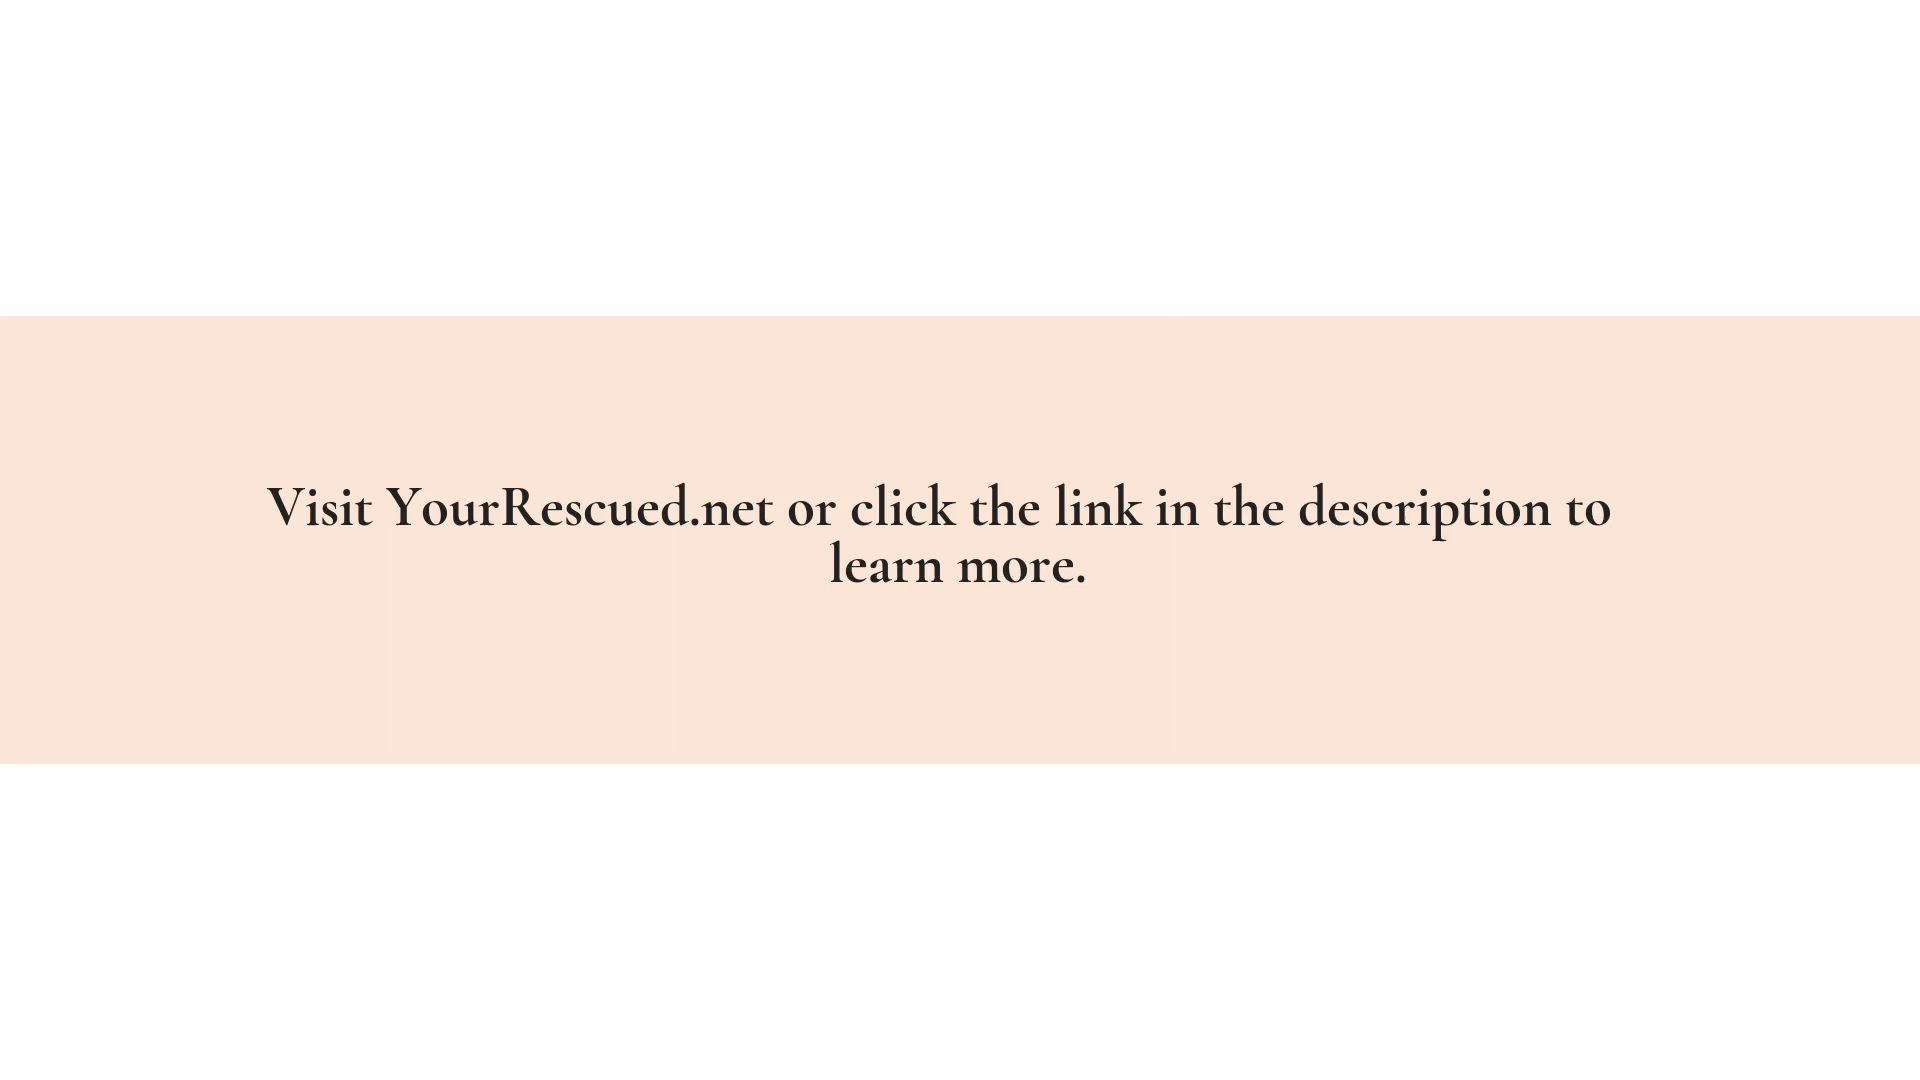 Visit YourRescued.net or click the link in the description to
learn more.